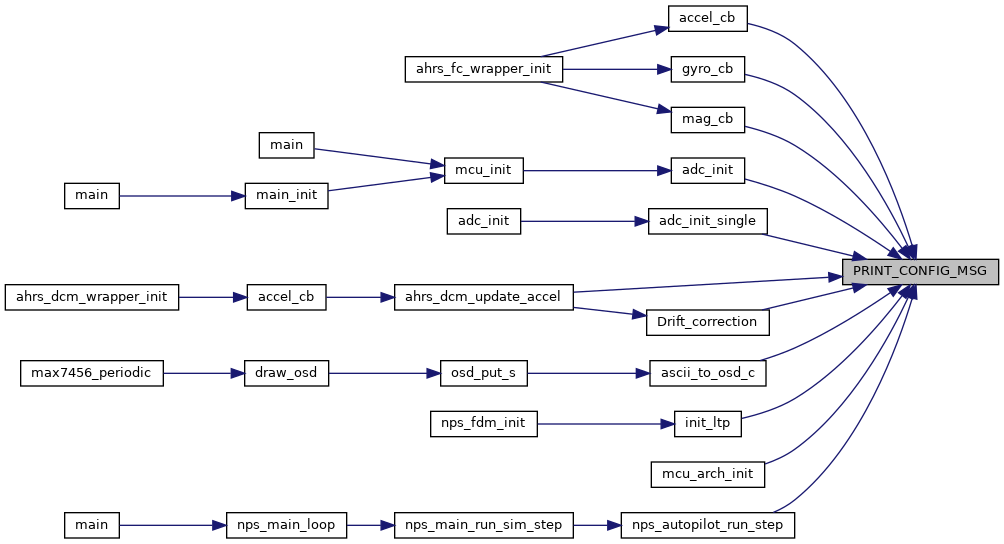 accel_cb
ahrs_fc_wrapper_init
gyro_cb
mag_cb
main
mcu_init
adc_init
main
main_init
adc_init
adc_init_single
PRINT_CONFIG_MSG
ahrs_dcm_wrapper_init
accel_cb
ahrs_dcm_update_accel
Drift_correction
max7456_periodic
draw_osd
osd_put_s
ascii_to_osd_c
nps_fdm_init
init_ltp
mcu_arch_init
main
nps_main_loop
nps_main_run_sim_step
nps_autopilot_run_step